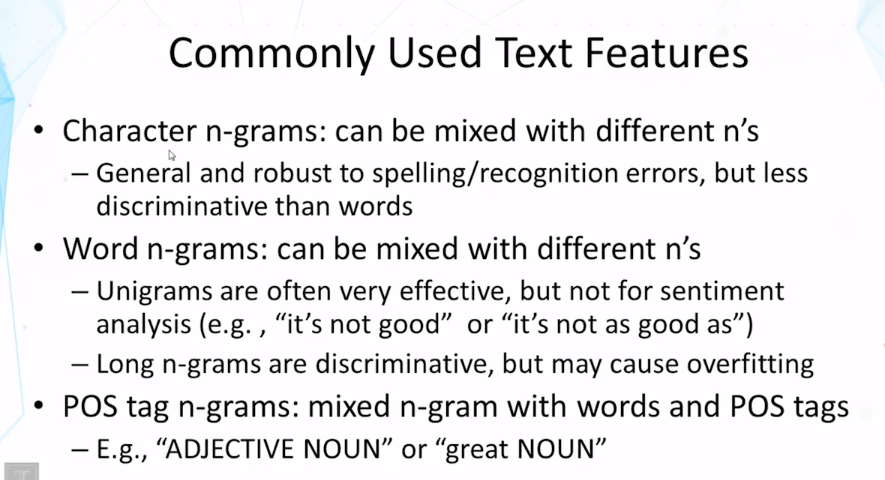 Commonly Used Text Features
• Character n-grams: can be mixed with different n's
– General and robust to spelling/recognition errors, but less
discriminative than words
• Word n-grams: can be mixed with different n's
– Unigrams are often very effective, but not for sentiment
analysis (e.g. , “it's not good”  or “it's not as good as”)
– Long n-grams are discriminative, but may cause overfitting
• POS tag n-grams: mixed n-gram with words and POS tags
– E.g., “ADJECTIVE NOUN” or “great NOUN”